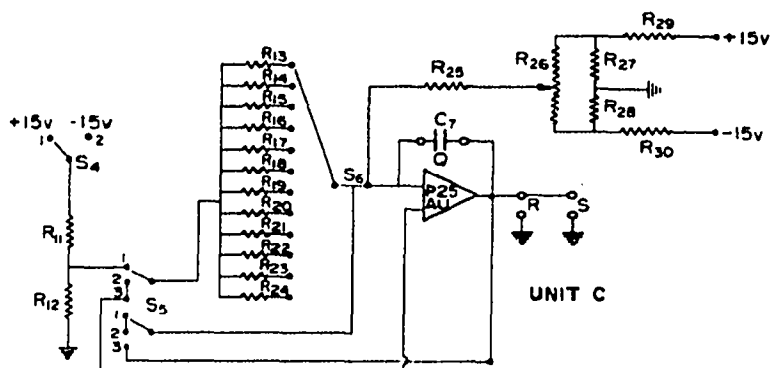 R29
+15v
R13
R26
R27
R25
R14
R15
R28
-15v
R30
R16
C7
+15v
-15v
1
2
S4
R17
Q
R18
S6
R19
P25
AU
R20
R
S
R11
R21
R22
1
R23
UNIT C
R12
2
3
S5
R24
1
2
3